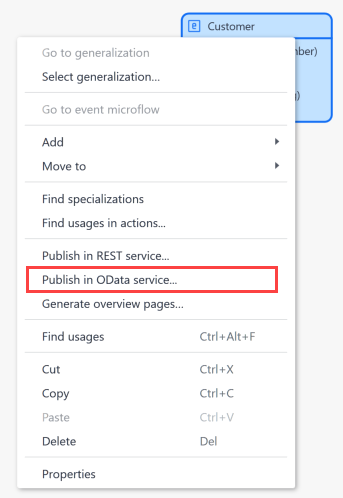 Customer
Go to generalization
Select generalization...
Go to event microflow
Add
Move to
Find specializations
Find usages in actions...
Publish in REST service...
Publish in OData service...
Generate overview pages...
Find usages Ctrl+Alt+F
Cut Ctrl+X
Copy Ctrl+C
Paste Ctrl+V
Delete Del
Properties